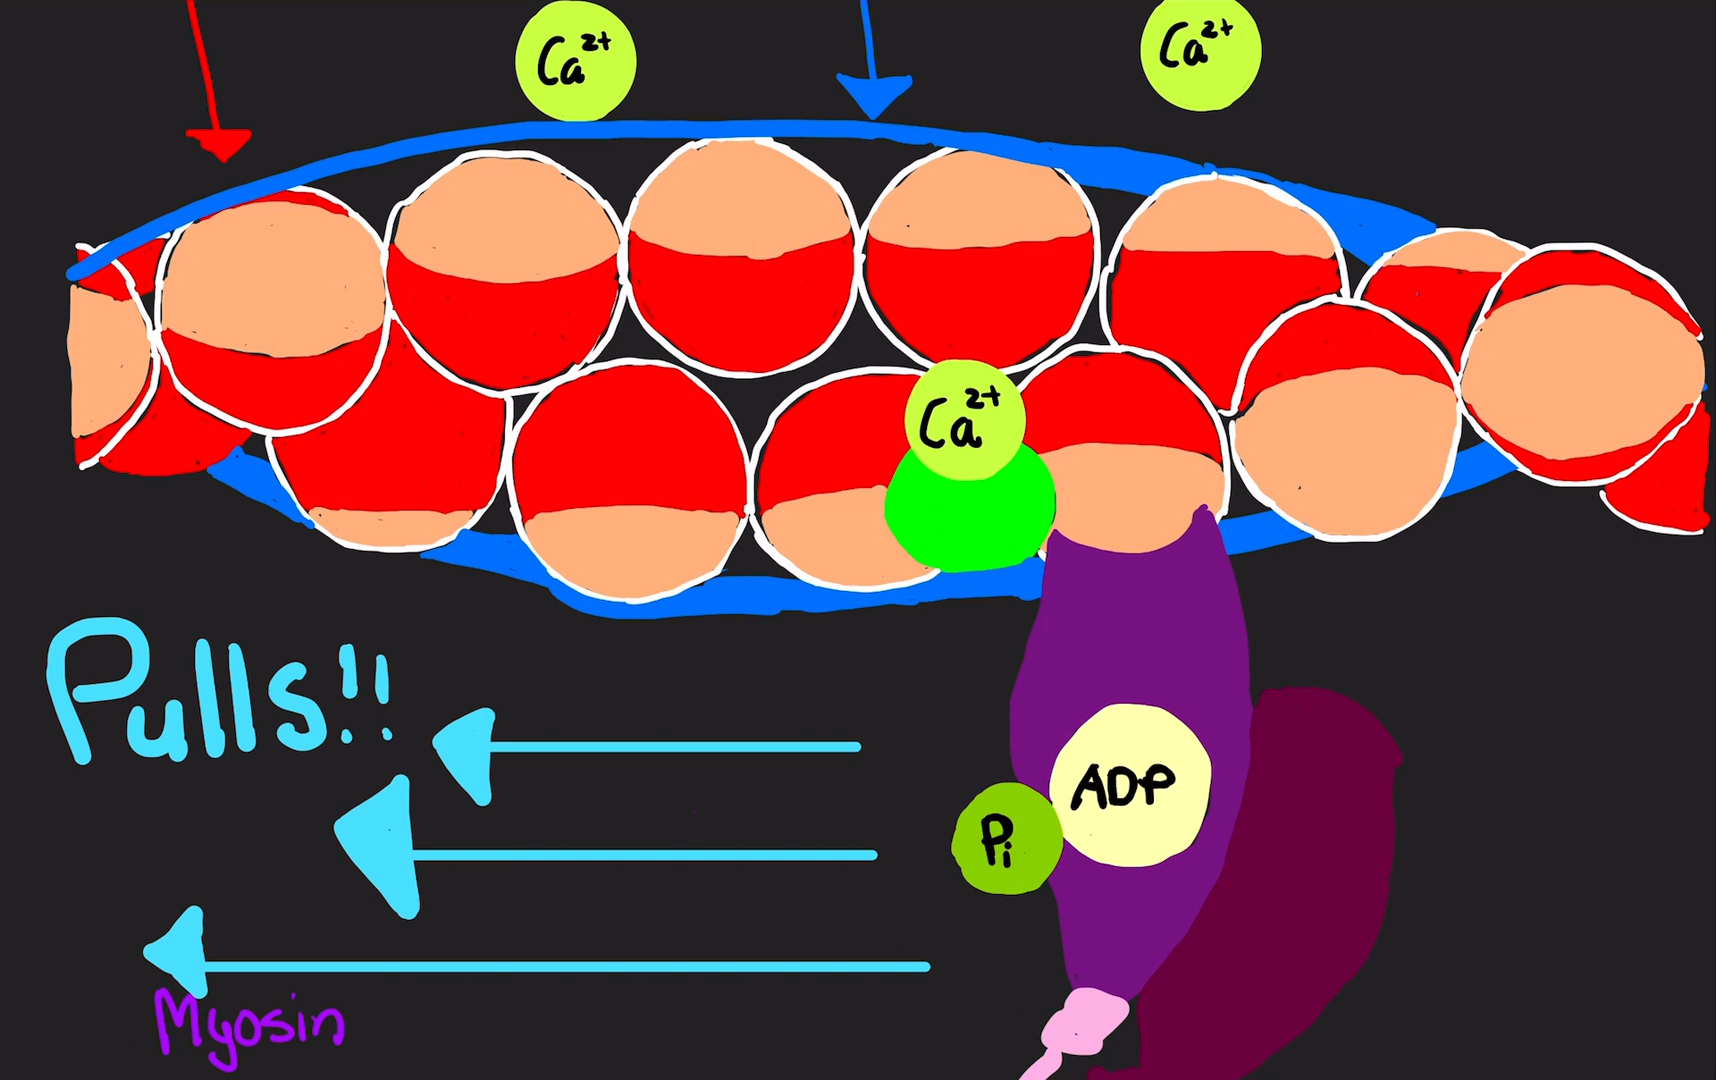 Ca²⁺
Ca²⁺
Ca²⁺
Pulls!!
ADP
Pi
Myosin